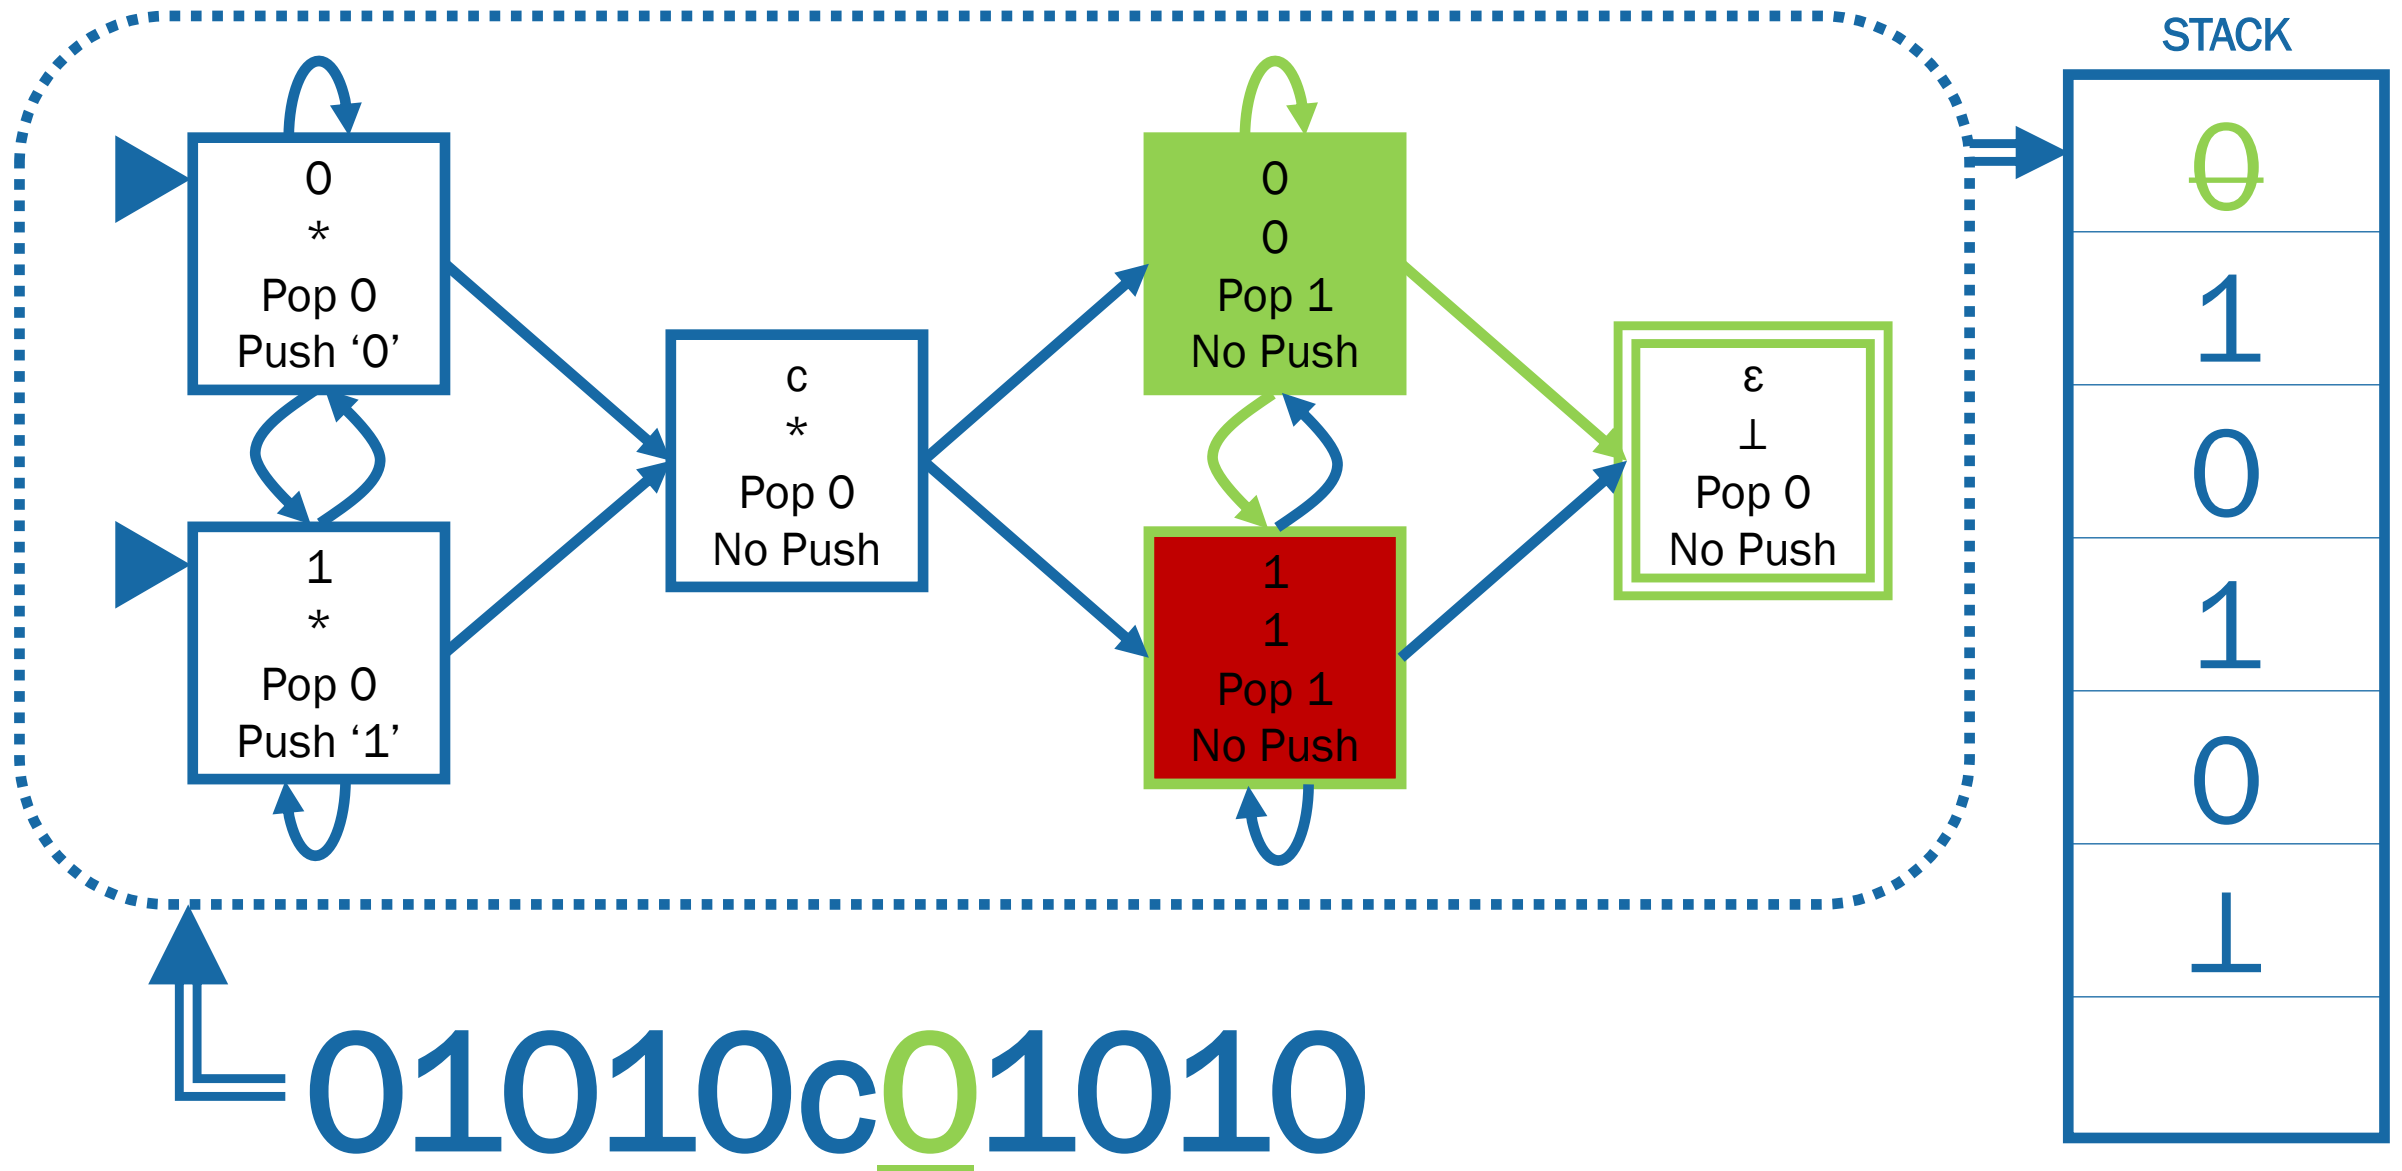 STACK
0
*
Pop 0
Push ‘0’
1
*
Pop 0
Push ‘1’
c
*
Pop 0
No Push
0
0
Pop 1
No Push
1
1
Pop 1
No Push
ε
⊥
Pop 0
No Push
0
1
0
1
0
⊥
01010c01010